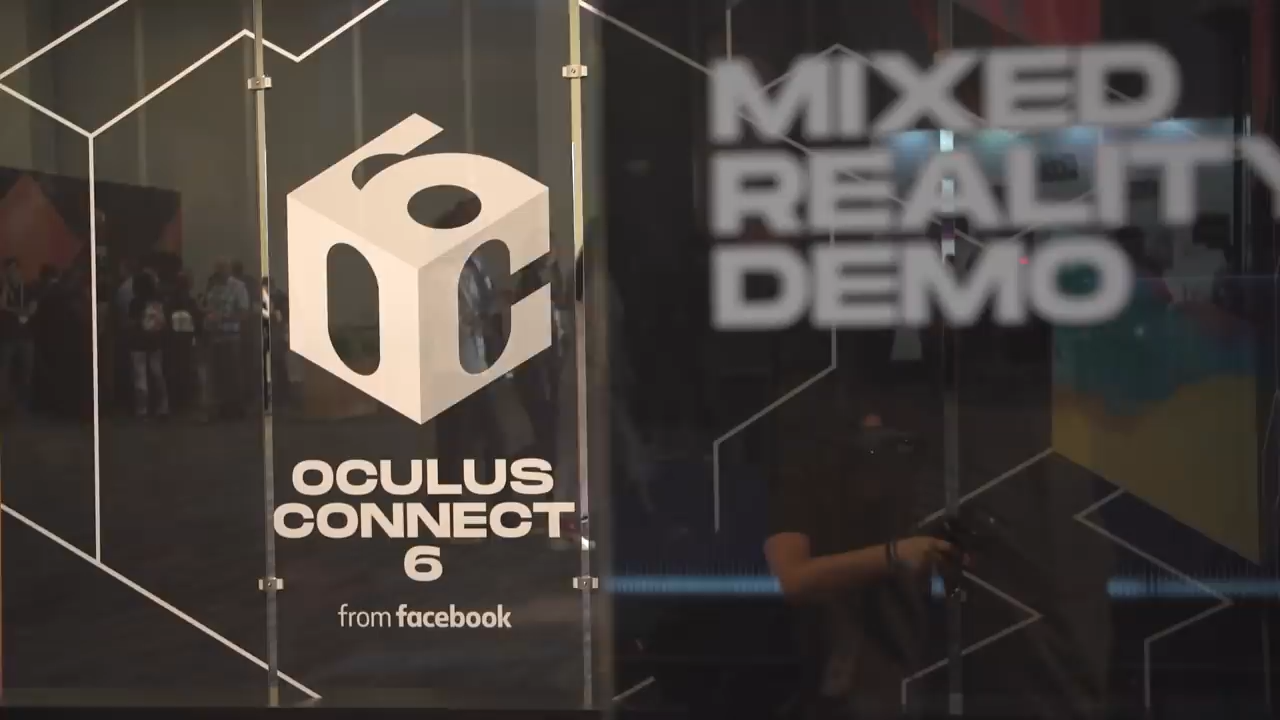 OCULUS
CONNECT
6
from facebook
MIXED
REALITY
DEMO